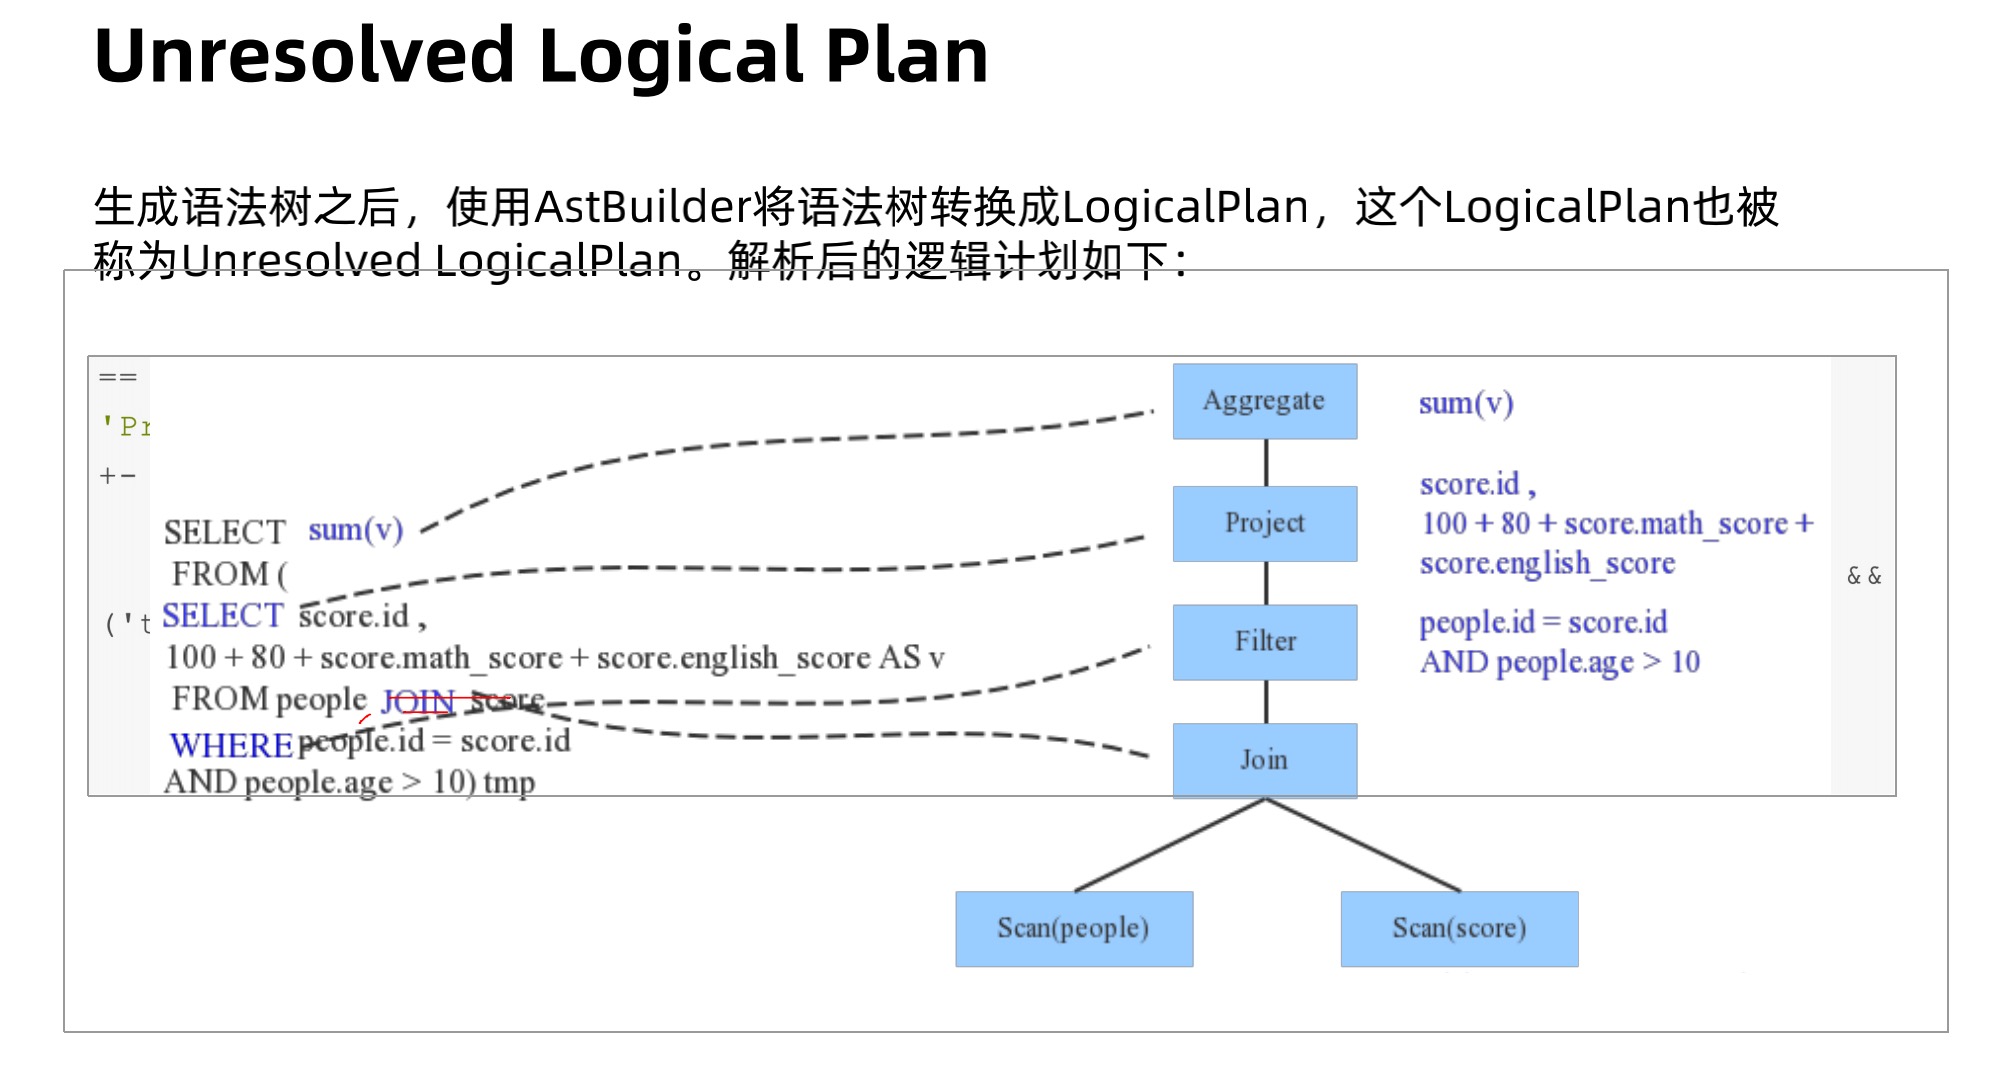 Unresolved Logical Plan
生成语法树之后，使用AstBuilder将语法树转换成LogicalPlan，这个LogicalPlan也被
称为Unresolved LogicalPlan。解析后的逻辑计划如下：
==
'Pr
+-
('t
&&
SELECT sum(v)
FROM (
SELECT score.id ,
100 + 80 + score.math_score + score.english_score AS v
FROM people JOIN score
WHERE people.id = score.id
AND people.age > 10) tmp
Aggregate
sum(v)
Project
score.id ,
100 + 80 + score.math_score +
score.english_score
Filter
people.id = score.id
AND people.age > 10
Join
Scan(people)
Scan(score)